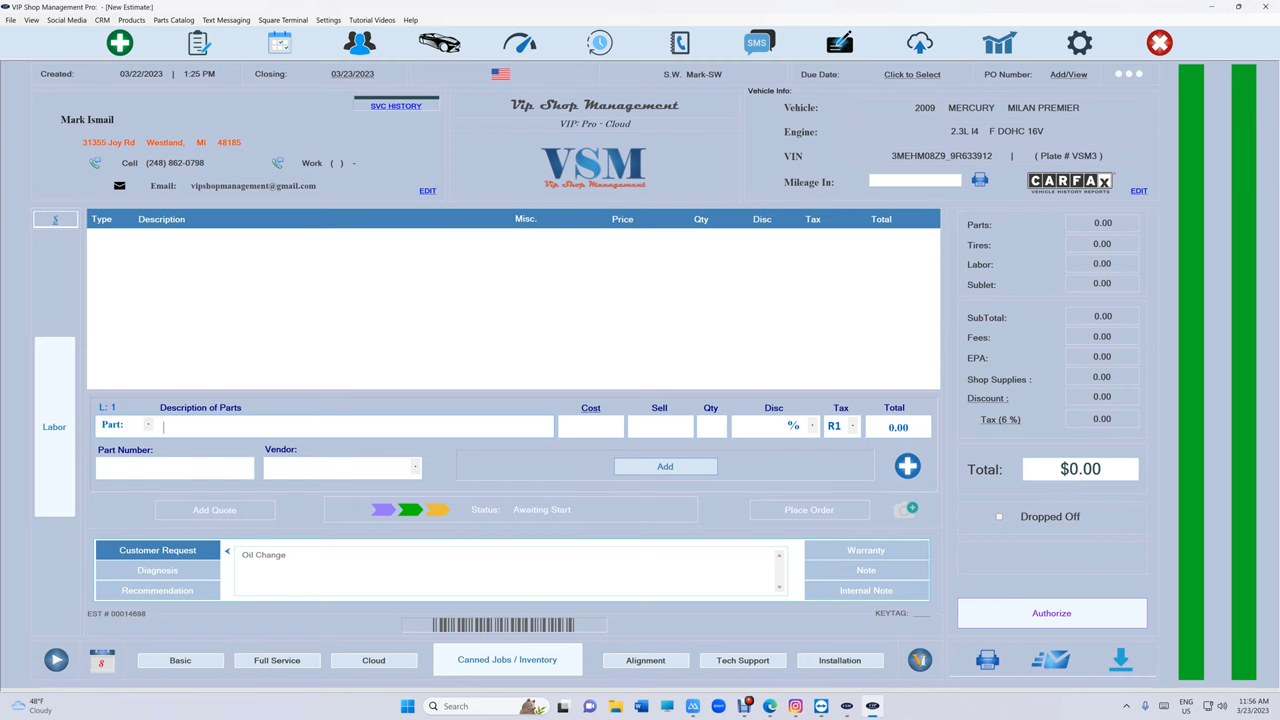 VIP Shop Management Pro: - [New Estimate:]
File View Social Media CRM Products Parts Catalog Text Messaging Square Terminal Settings Tutorial Videos Help
SMS
Created: 03/22/2023 | 1:25 PM Closing: 03/23/2023 S.W. Mark-SW Due Date: Click to Select PO Number: Add/View
SVC HISTORY
Mark Ismail
31355 Joy Rd Westland, MI 48185
Cell (248) 862-0798 Work ( ) -
Email: vipshopmanagement@gmail.com
EDIT
Vip Shop Management
VIP: Pro - Cloud
VSM
Vip Shop Management
Vehicle Info:
Vehicle: 2009 MERCURY MILAN PREMIER
Engine: 2.3L I4 F DOHC 16V
VIN 3MEHM08Z9_9R633912 | ( Plate # VSM3 )
Mileage In:
CARFAX
VEHICLE HISTORY REPORTS
EDIT
S
Type Description Misc. Price Qty Disc Tax Total
Labor
L: 1 Description of Parts Cost Sell Qty Disc Tax Total
Part: % R1 0.00
Part Number: Vendor:
Add
Add Quote Status: Awaiting Start Place Order
Customer Request
Diagnosis
Recommendation
Oil Change
Warranty
Note
Internal Note
EST # 00014698 KEYTAG: ___
Parts: 0.00
Tires: 0.00
Labor: 0.00
Sublet: 0.00
SubTotal: 0.00
Fees: 0.00
EPA: 0.00
Shop Supplies : 0.00
Discount : 0.00
Tax (6 %) 0.00
Total: $0.00
Dropped Off
Authorize
8 Basic Full Service Cloud Canned Jobs / Inventory Alignment Tech Support Installation
48°F
Cloudy
Search
ENG
US
11:56 AM
3/23/2023